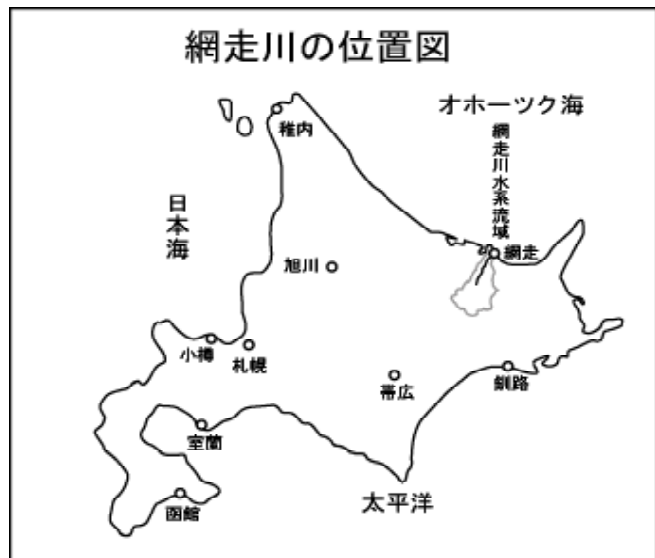 網走川の位置図
オホーツク海
稚内
網走川水系流域
日本海
網走
旭川
小樽
札幌
帯広
釧路
室蘭
太平洋
函館